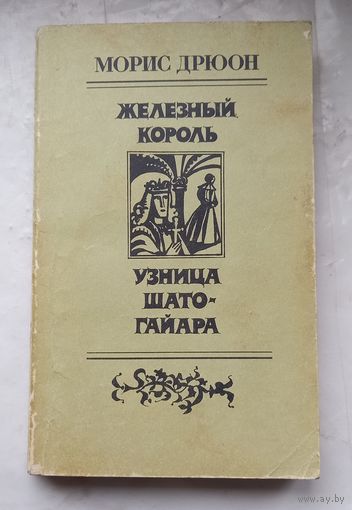 МОРИС ДРЮОН
ЖЕЛЕЗНЫЙ
КОРОЛЬ
УЗНИЦА
ШАТО-
ГАЙАРА
www.ay.by